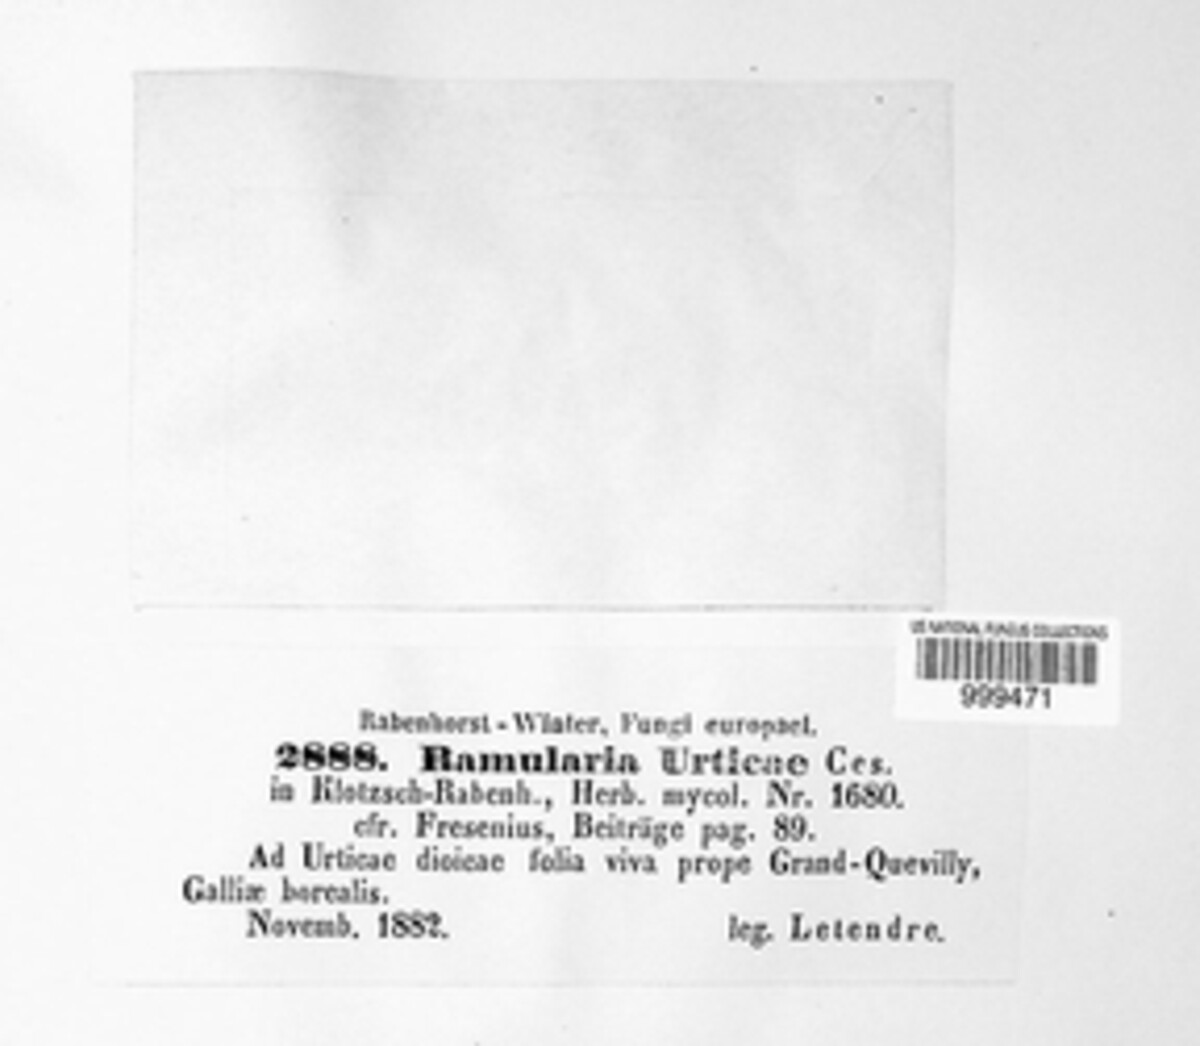 US NATIONAL FUNGUS COLLECTIONS
999471
Rabenhorst-Winter, Fungi europaei.
2888. Ramularia Urticae Ces.
in Klotzsch-Rabenh., Herb. mycol. Nr. 1680.
cfr. Fresenius, Beiträge pag. 89.
Ad Urticae dioicae folia viva prope Grand-Quevilly,
Galliæ borealis.
Novemb. 1882. leg. Letendre.